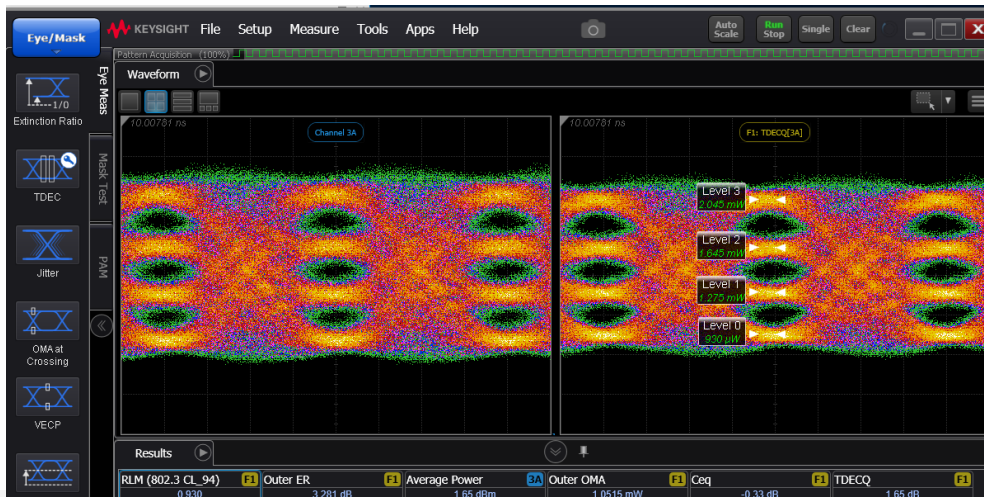 Eye/Mask
KEYSIGHT File Setup Measure Tools Apps Help
Auto Scale
Run Stop
Single
Clear
X
Pattern Acquisition (100%)
Waveform
Eye Meas
Mask Test
PAM
1/0
Extinction Ratio
TDEC
Jitter
OMA at
Crossing
VECP
10.00781 ns
Channel 3A
10.00781 ns
F1: TDECQ[3A]
Level 3
2.045 mW
Level 2
1.645 mW
Level 1
1.275 mW
Level 0
930 µW
Results
RLM (802.3 CL_94) F1 Outer ER F1 Average Power 3A Outer OMA F1 Ceq F1 TDECQ F1
0.930 3.281 dB 1.65 dBm 1.0515 mW -0.33 dB 1.65 dB